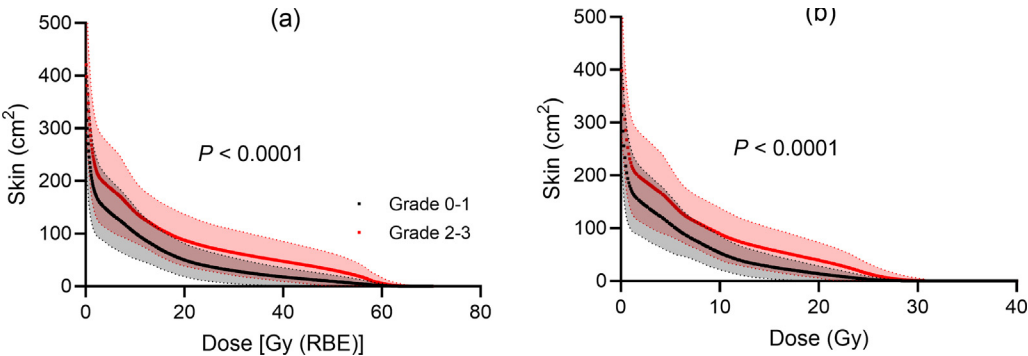 (a)
500
400
300
200
100
0
Skin (cm²)
P < 0.0001
Grade 0-1
Grade 2-3
0 20 40 60 80
Dose [Gy (RBE)]
(b)
500
400
300
200
100
0
Skin (cm²)
P < 0.0001
0 10 20 30 40
Dose (Gy)